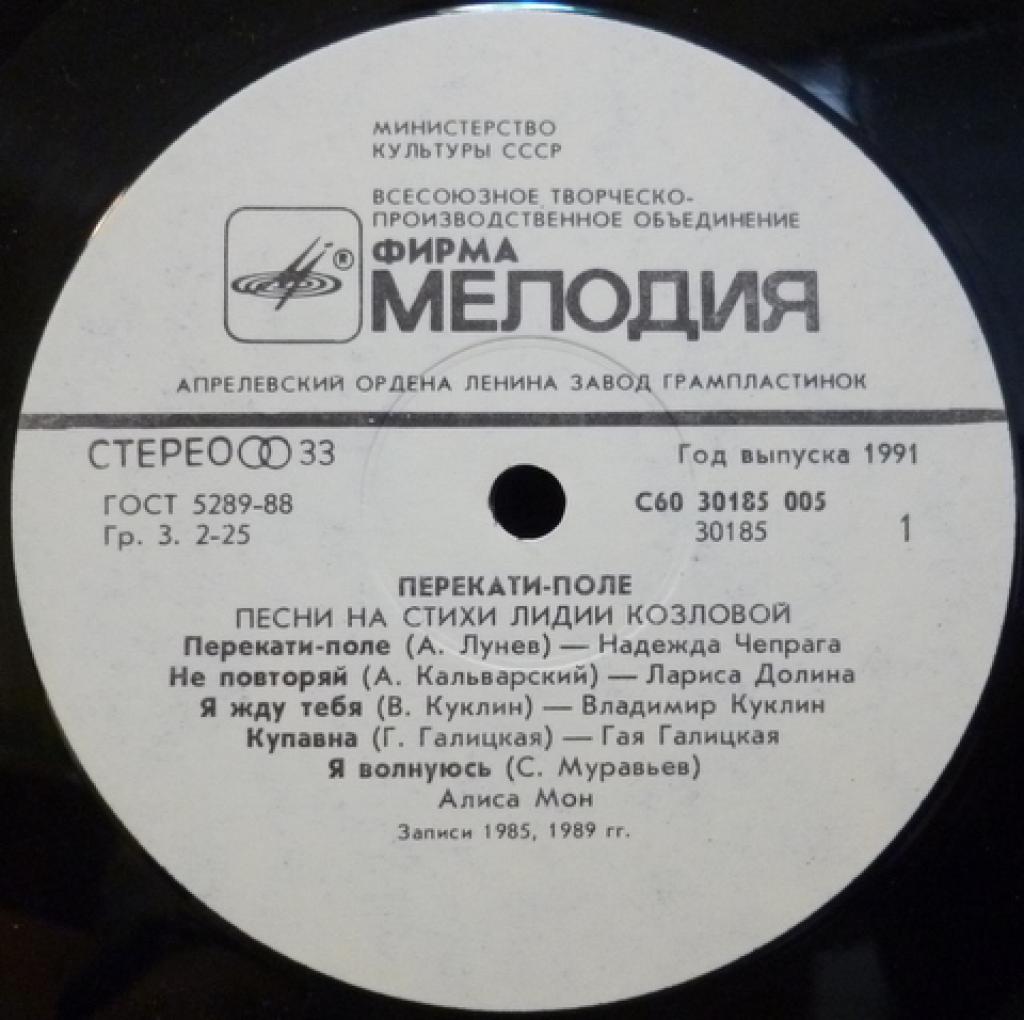 МИНИСТЕРСТВО
КУЛЬТУРЫ СССР
ВСЕСОЮЗНОЕ ТВОРЧЕСКО-
ПРОИЗВОДСТВЕННОЕ ОБЪЕДИНЕНИЕ
ФИРМА
®
МЕЛОДИЯ
АПРЕЛЕВСКИЙ ОРДЕНА ЛЕНИНА ЗАВОД ГРАМПЛАСТИНОК
СТЕРЕО 33
Год выпуска 1991
ГОСТ 5289-88
С60 30185 005
Гр. 3. 2-25
30185
1
ПЕРЕКАТИ-ПОЛЕ
ПЕСНИ НА СТИХИ ЛИДИИ КОЗЛОВОЙ
Перекати-поле (А. Лунев) — Надежда Чепрага
Не повторяй (А. Кальварский) — Лариса Долина
Я жду тебя (В. Куклин) — Владимир Куклин
Купавна (Г. Галицкая) — Гая Галицкая
Я волнуюсь (С. Муравьев)
Алиса Мон
Записи 1985, 1989 гг.